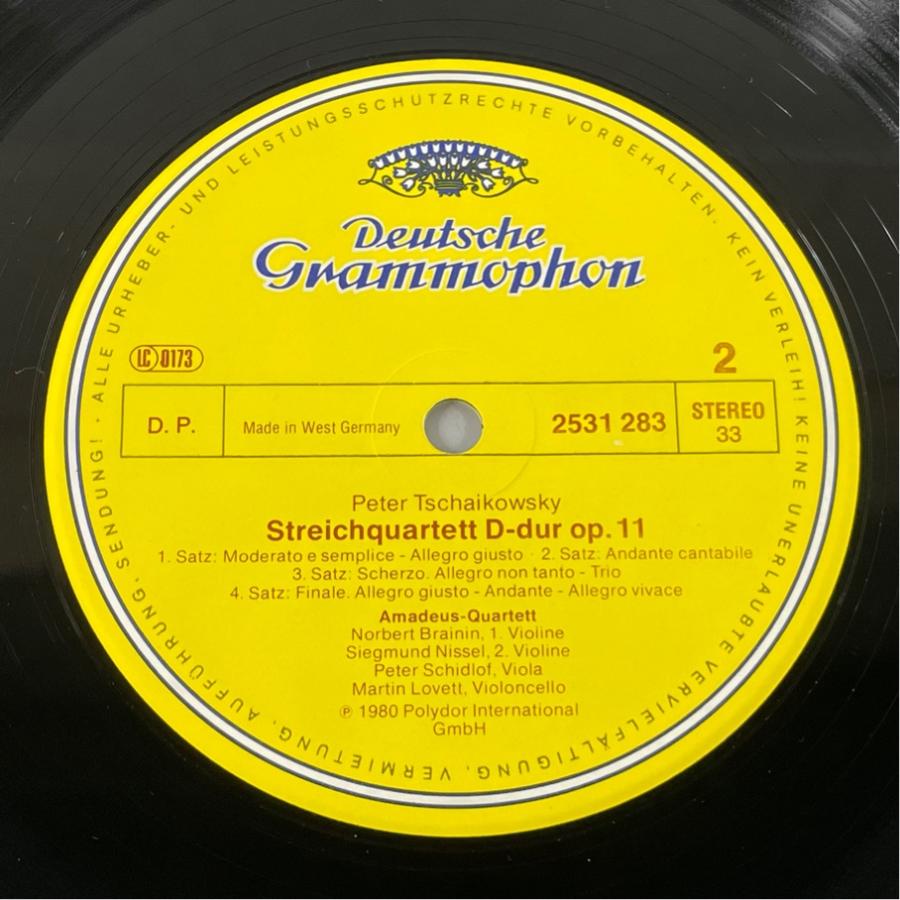 ALLE URHEBER- UND LEISTUNGSSCHUTZRECHTE VORBEHALTEN. KEIN VERLEIH! KEINE UNERLAUBTE VERVIELFÄLTIGUNG, VERMIETUNG, AUFFÜHRUNG, SENDUNG! ·
Deutsche
Grammophon
LC 0173
2
D. P.
Made in West Germany
2531 283
STEREO
33
Peter Tschaikowsky
Streichquartett D-dur op. 11
1. Satz: Moderato e semplice - Allegro giusto · 2. Satz: Andante cantabile
3. Satz: Scherzo. Allegro non tanto - Trio
4. Satz: Finale. Allegro giusto - Andante - Allegro vivace
Amadeus-Quartett
Norbert Brainin, 1. Violine
Siegmund Nissel, 2. Violine
Peter Schidlof, Viola
Martin Lovett, Violoncello
℗ 1980 Polydor International
GmbH